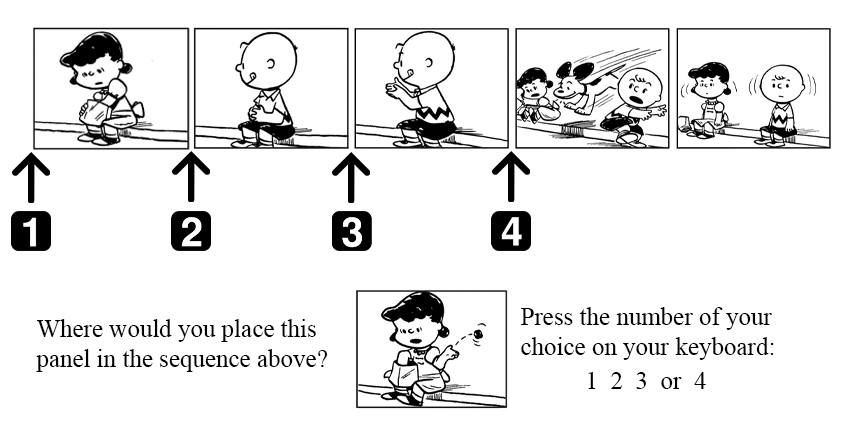 1 2 3 4
Where would you place this
panel in the sequence above?
Press the number of your
choice on your keyboard:
1 2 3 or 4